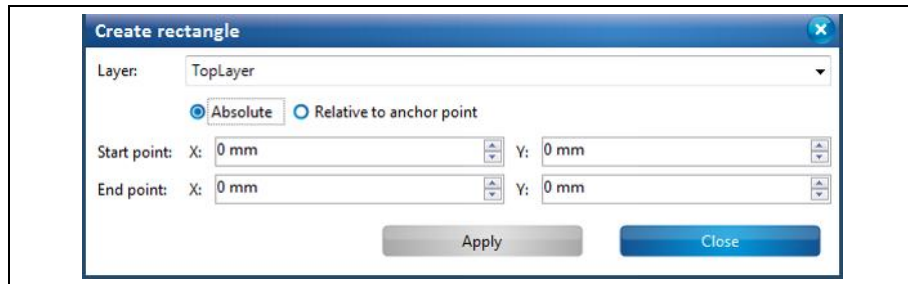 Create rectangle
Layer: TopLayer
Absolute Relative to anchor point
Start point: X: 0 mm Y: 0 mm
End point: X: 0 mm Y: 0 mm
Apply Close